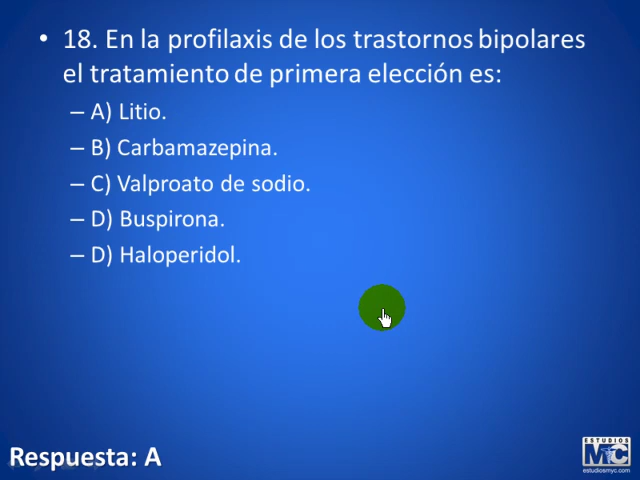 • 18. En la profilaxis de los trastornos bipolares
el tratamiento de primera elección es:
– A) Litio.
– B) Carbamazepina.
– C) Valproato de sodio.
– D) Buspirona.
– D) Haloperidol.
Respuesta: A
ESTUDIOS
MyC
estudiosmyc.com